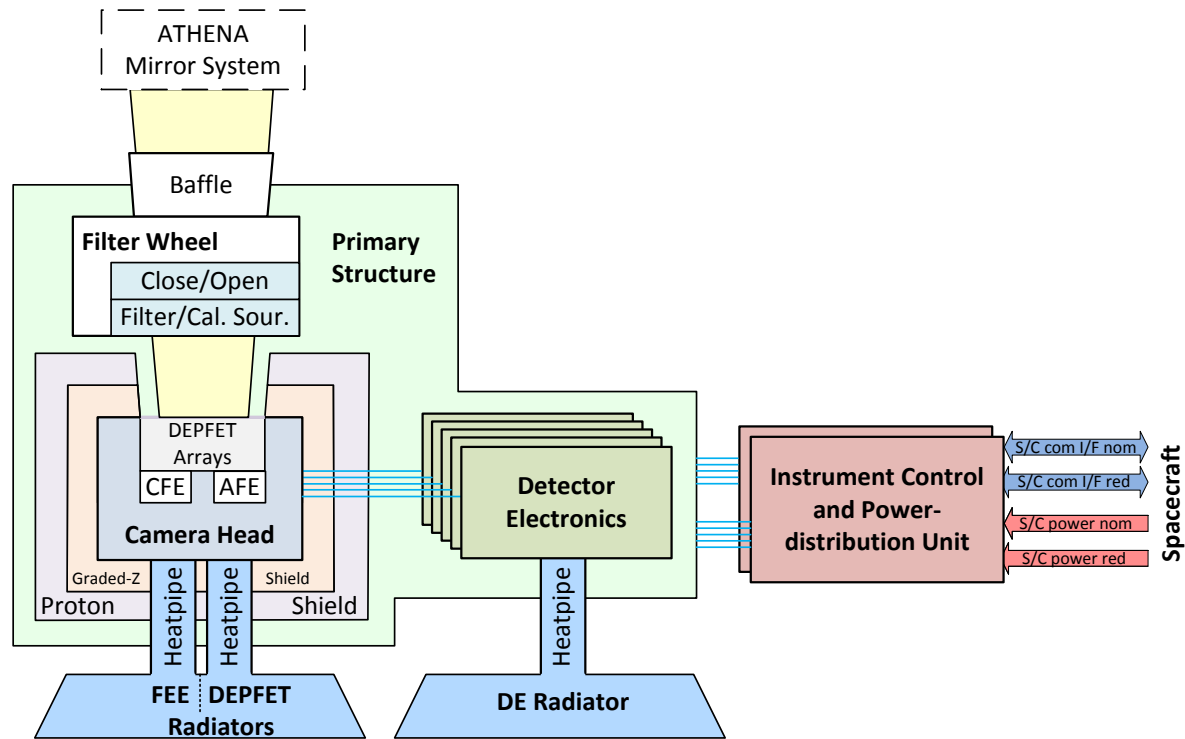 ATHENA
Mirror System
Baffle
Filter Wheel
Close/Open
Filter/Cal. Sour.
Primary
Structure
DEPFET
Arrays
CFE
AFE
Camera Head
Graded-Z
Shield
Proton
Shield
Heatpipe
Heatpipe
FEE
DEPFET
Radiators
Detector
Electronics
Heatpipe
DE Radiator
Instrument Control
and Power-
distribution Unit
S/C com I/F nom
S/C com I/F red
S/C power nom
S/C power red
Spacecraft